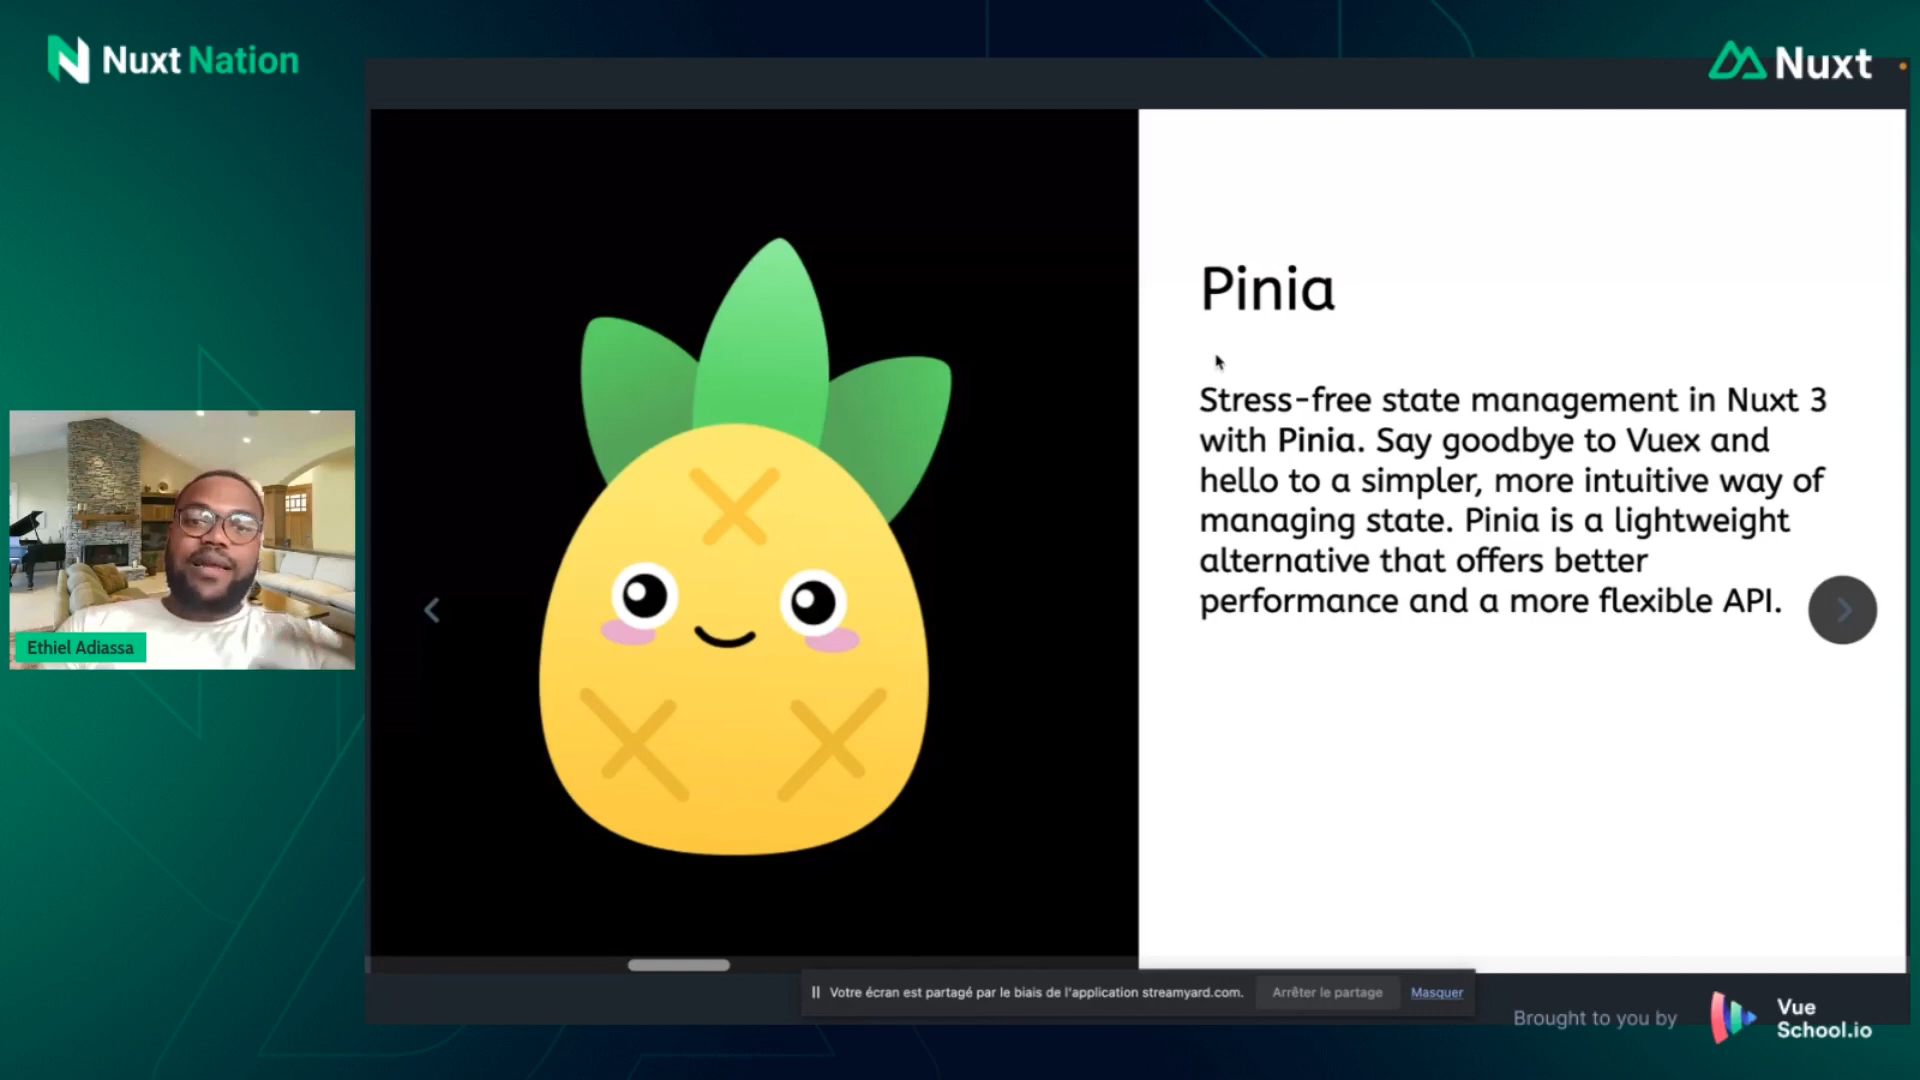 Nuxt Nation
Nuxt
Pinia
Stress-free state management in Nuxt 3
with Pinia. Say goodbye to Vuex and
hello to a simpler, more intuitive way of
managing state. Pinia is a lightweight
alternative that offers better
performance and a more flexible API.
Ethiel Adiassa
Votre écran est partagé par le biais de l'application streamyard.com.
Arrêter le partage
Masquer
Brought to you by
Vue
School.io